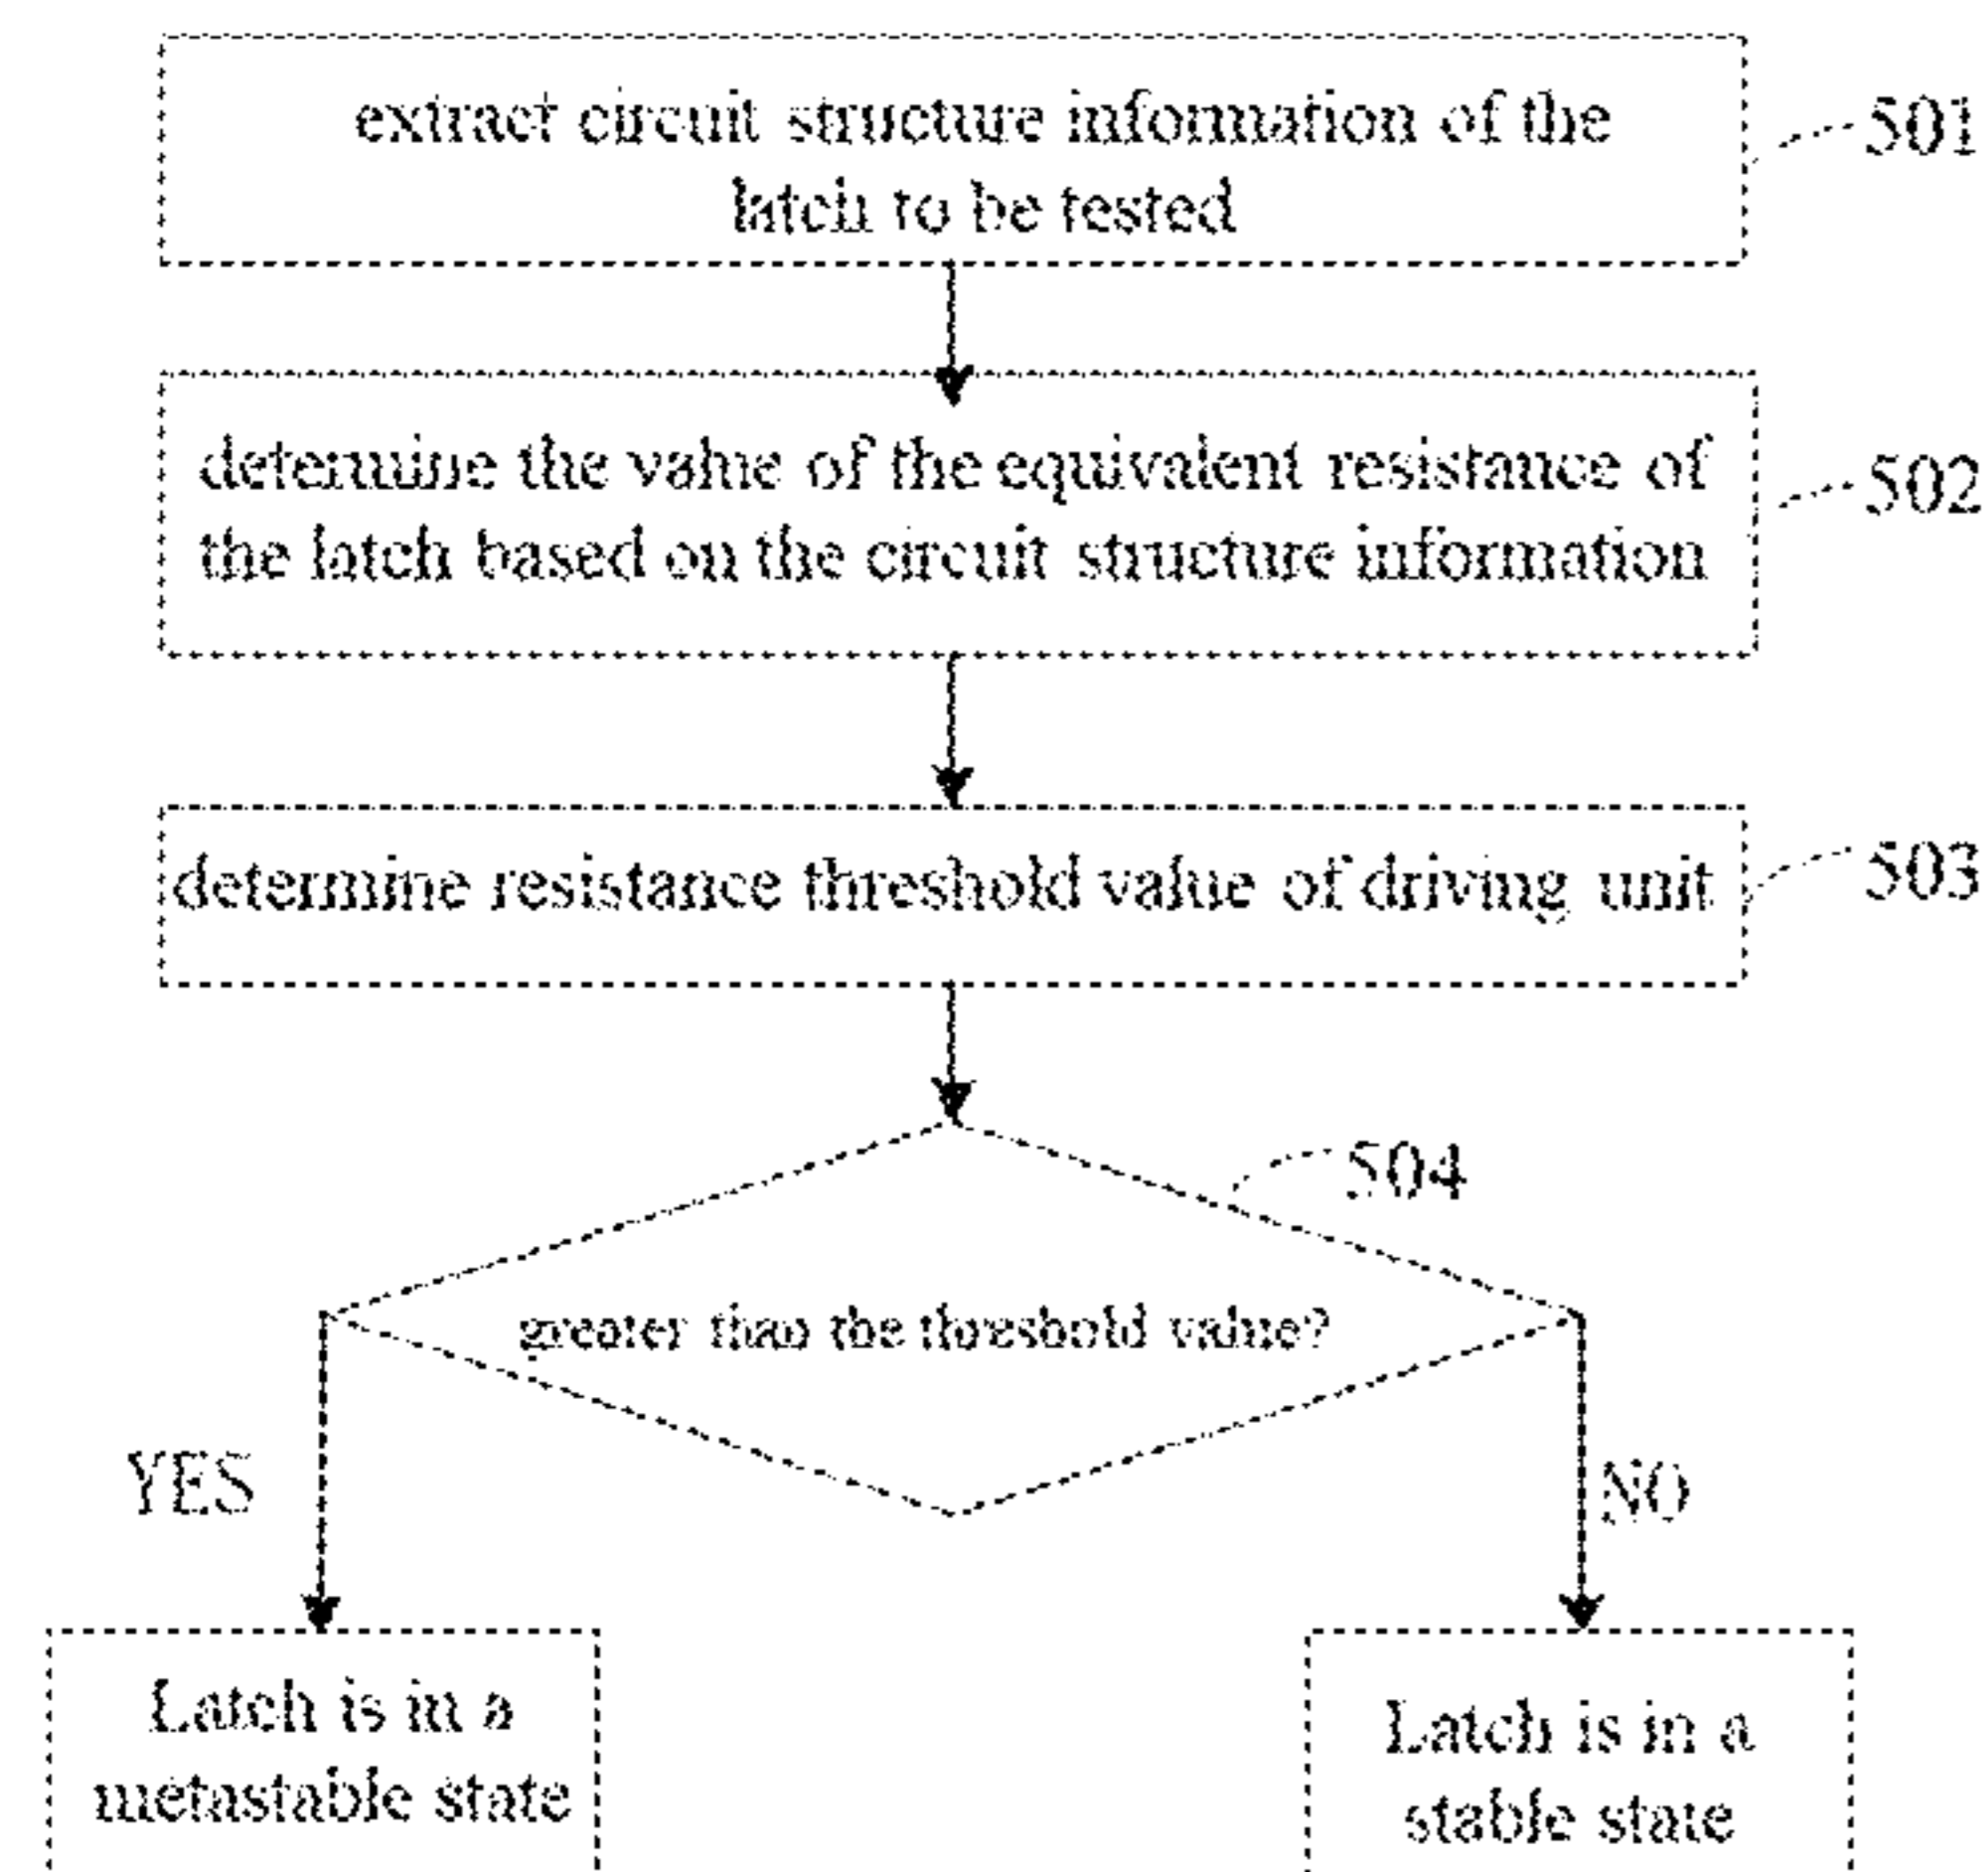 extract circuit structure information of the
latch to be tested
501
determine the value of the equivalent resistance of
the latch based on the circuit structure information
502
determine resistance threshold value of driving unit
503
504
greater than the threshold value?
YES
NO
Latch is in a
metastable state
Latch is in a
stable state